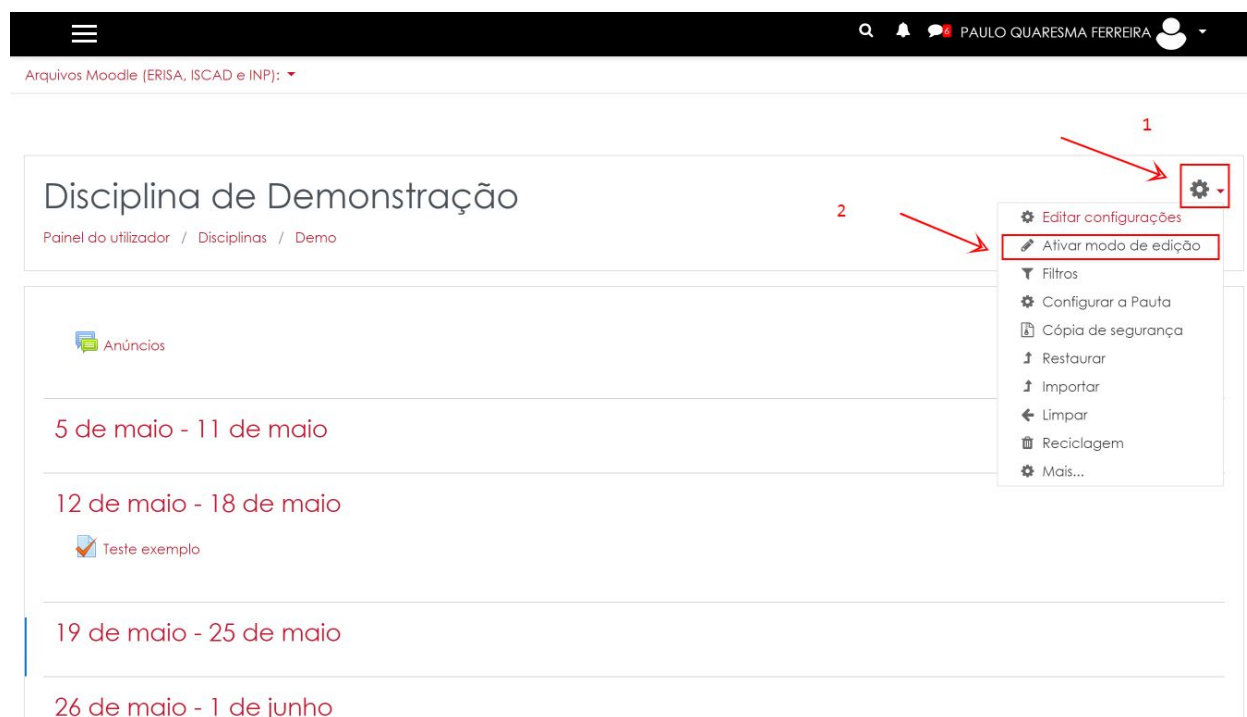 6 PAULO QUARESMA FERREIRA
Arquivos Moodle (ERISA, ISCAD e INP):
1
Disciplina de Demonstração
2
Painel do utilizador / Disciplinas / Demo
Editar configurações
Ativar modo de edição
Filtros
Configurar a Pauta
Cópia de segurança
Restaurar
Importar
Limpar
Reciclagem
Mais...
Anúncios
5 de maio - 11 de maio
12 de maio - 18 de maio
Teste exemplo
19 de maio - 25 de maio
26 de maio - 1 de junho